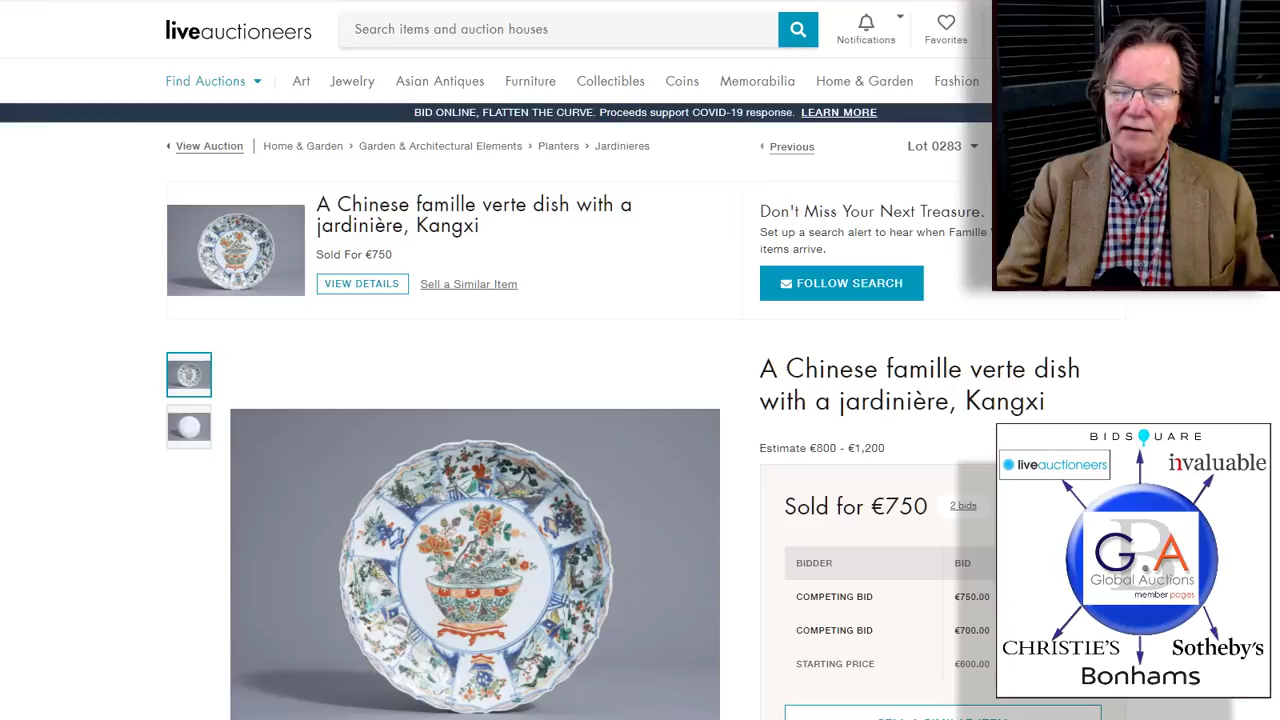 liveauctioneers
Search items and auction houses
Notifications
Favorites
Find Auctions
Art
Jewelry
Asian Antiques
Furniture
Collectibles
Coins
Memorabilia
Home & Garden
Fashion
BID ONLINE, FLATTEN THE CURVE. Proceeds support COVID-19 response. LEARN MORE
View Auction
Home & Garden › Garden & Architectural Elements › Planters › Jardinieres
Previous
Lot 0283
A Chinese famille verte dish with a
jardinière, Kangxi
Sold For €750
VIEW DETAILS
Sell a Similar Item
Don't Miss Your Next Treasure.
Set up a search alert to hear when Famille
items arrive.
FOLLOW SEARCH
A Chinese famille verte dish
with a jardinière, Kangxi
Estimate €800 - €1,200
Sold for €750
2 bids
BIDDER BID
COMPETING BID €750.00
COMPETING BID €700.00
STARTING PRICE €600.00
BIDSQUARE
liveauctioneers
invaluable
G.A
Global Auctions
member pages
CHRISTIE'S
Sotheby's
Bonhams